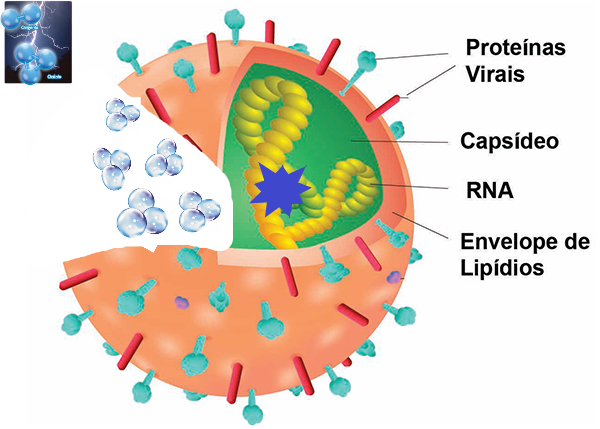 Proteínas
Virais
Capsídeo
RNA
Envelope de
Lipídios